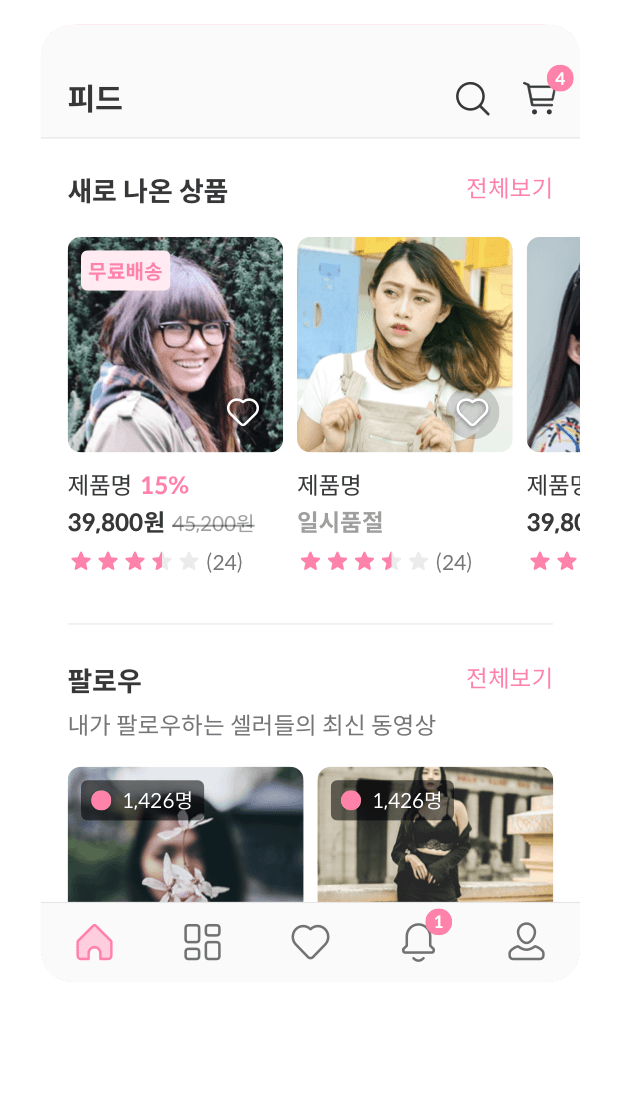 피드
4
새로 나온 상품
전체보기
무료배송
제품명 15%
39,800원 45,200원
(24)
제품명
일시품절
(24)
제품명
39,80
팔로우
전체보기
내가 팔로우하는 셀러들의 최신 동영상
1,426명
1,426명
1